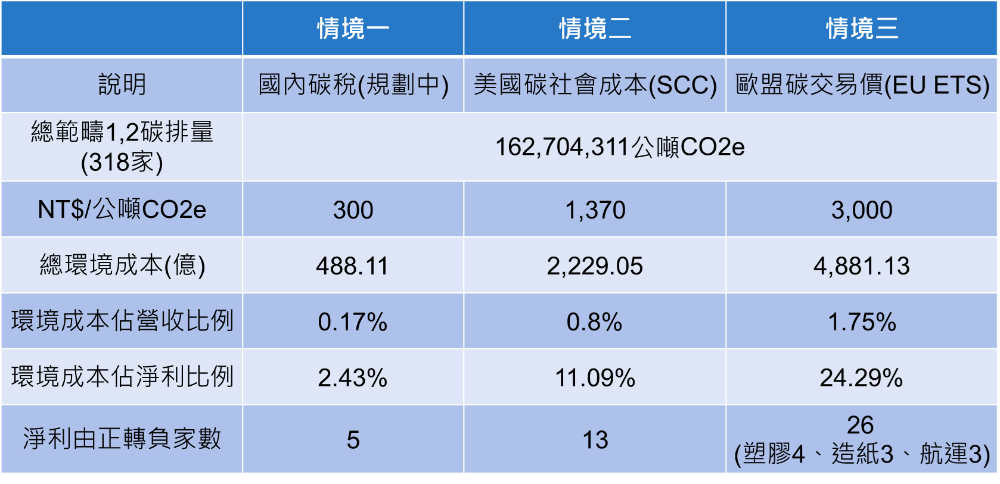 情境一
情境二
情境三
說明
國內碳稅(規劃中)
美國碳社會成本(SCC)
歐盟碳交易價(EU ETS)
總範疇1,2碳排量
(318家)
162,704,311公噸CO2e
NT$/公噸CO2e
300
1,370
3,000
總環境成本(億)
488.11
2,229.05
4,881.13
環境成本佔營收比例
0.17%
0.8%
1.75%
環境成本佔淨利比例
2.43%
11.09%
24.29%
淨利由正轉負家數
5
13
26
(塑膠4、造紙3、航運3)